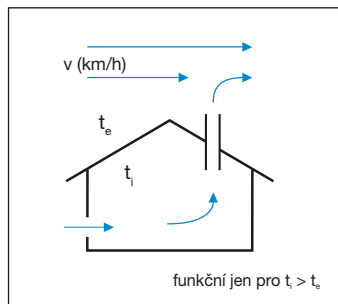 v (km/h)
tₑ
tᵢ
funkční jen pro tᵢ > tₑ